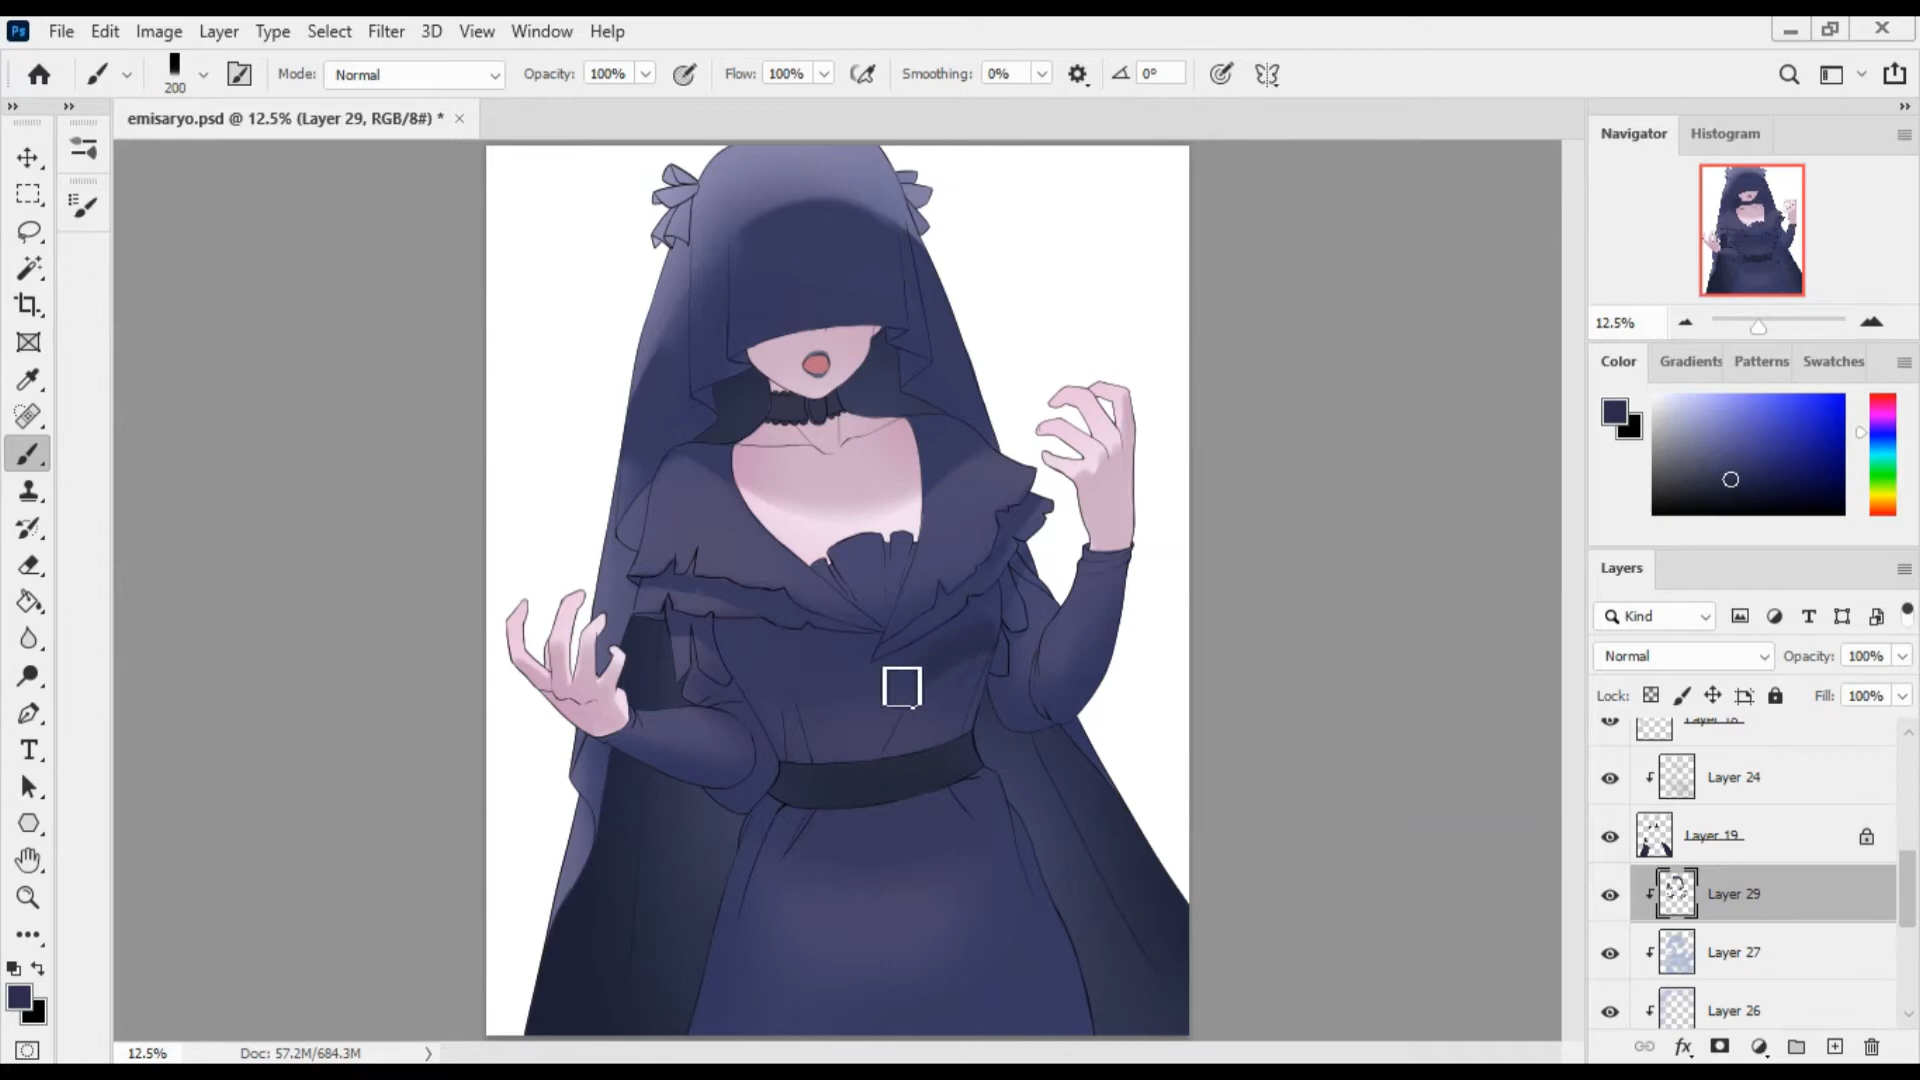 Ps File Edit Image Layer Type Select Filter 3D View Window Help
200 Mode: Normal Opacity: 100% Flow: 100% Smoothing: 0% 0°
emisaryo.psd @ 12.5% (Layer 29, RGB/8#) *
Navigator Histogram
12.5%
Color Gradients Patterns Swatches
Layers
Kind
Normal Opacity: 100%
Lock: Fill: 100%
Layer 18
Layer 24
Layer 19
Layer 29
Layer 27
Layer 26
12.5% Doc: 57.2M/684.3M